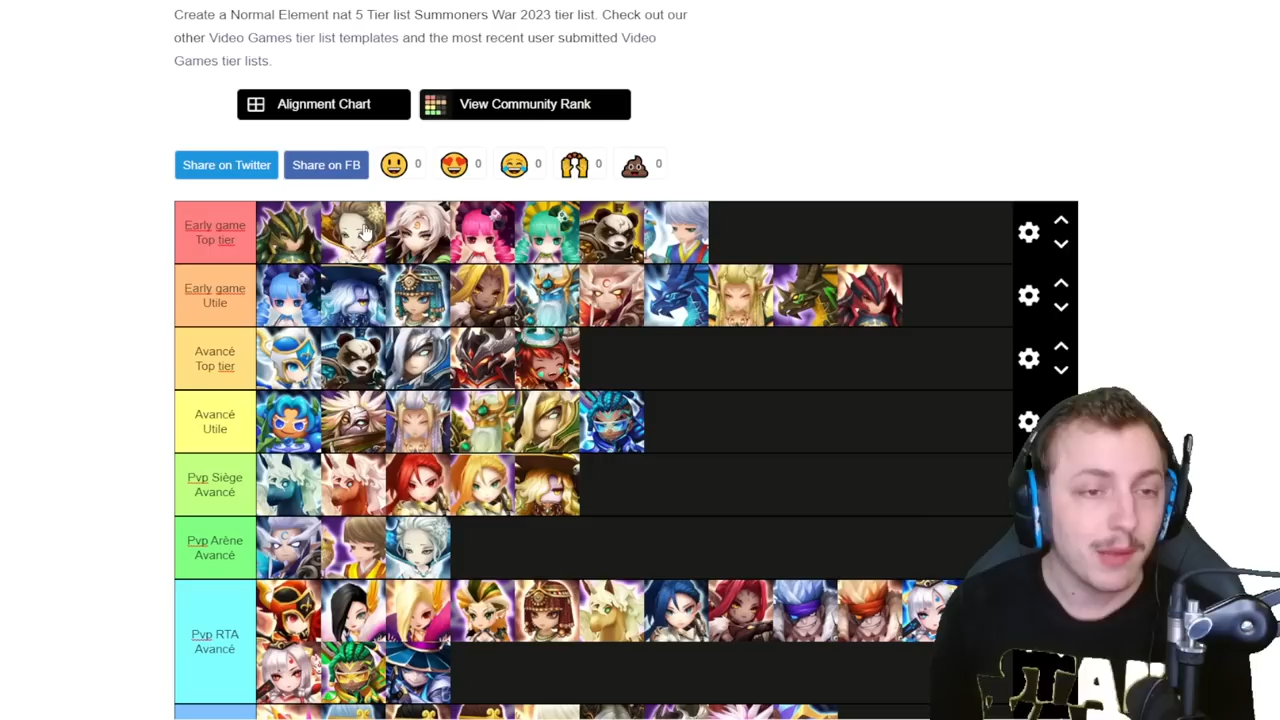 Create a Normal Element nat 5 Tier list Summoners War 2023 tier list. Check out our
other Video Games tier list templates and the most recent user submitted Video
Games tier lists.
Alignment Chart
View Community Rank
Share on Twitter
Share on FB
0
0
0
0
0
Early game
Top tier
Early game
Utile
Avancé
Top tier
Avancé
Utile
Pvp Siège
Avancé
Pvp Arène
Avancé
Pvp RTA
Avancé